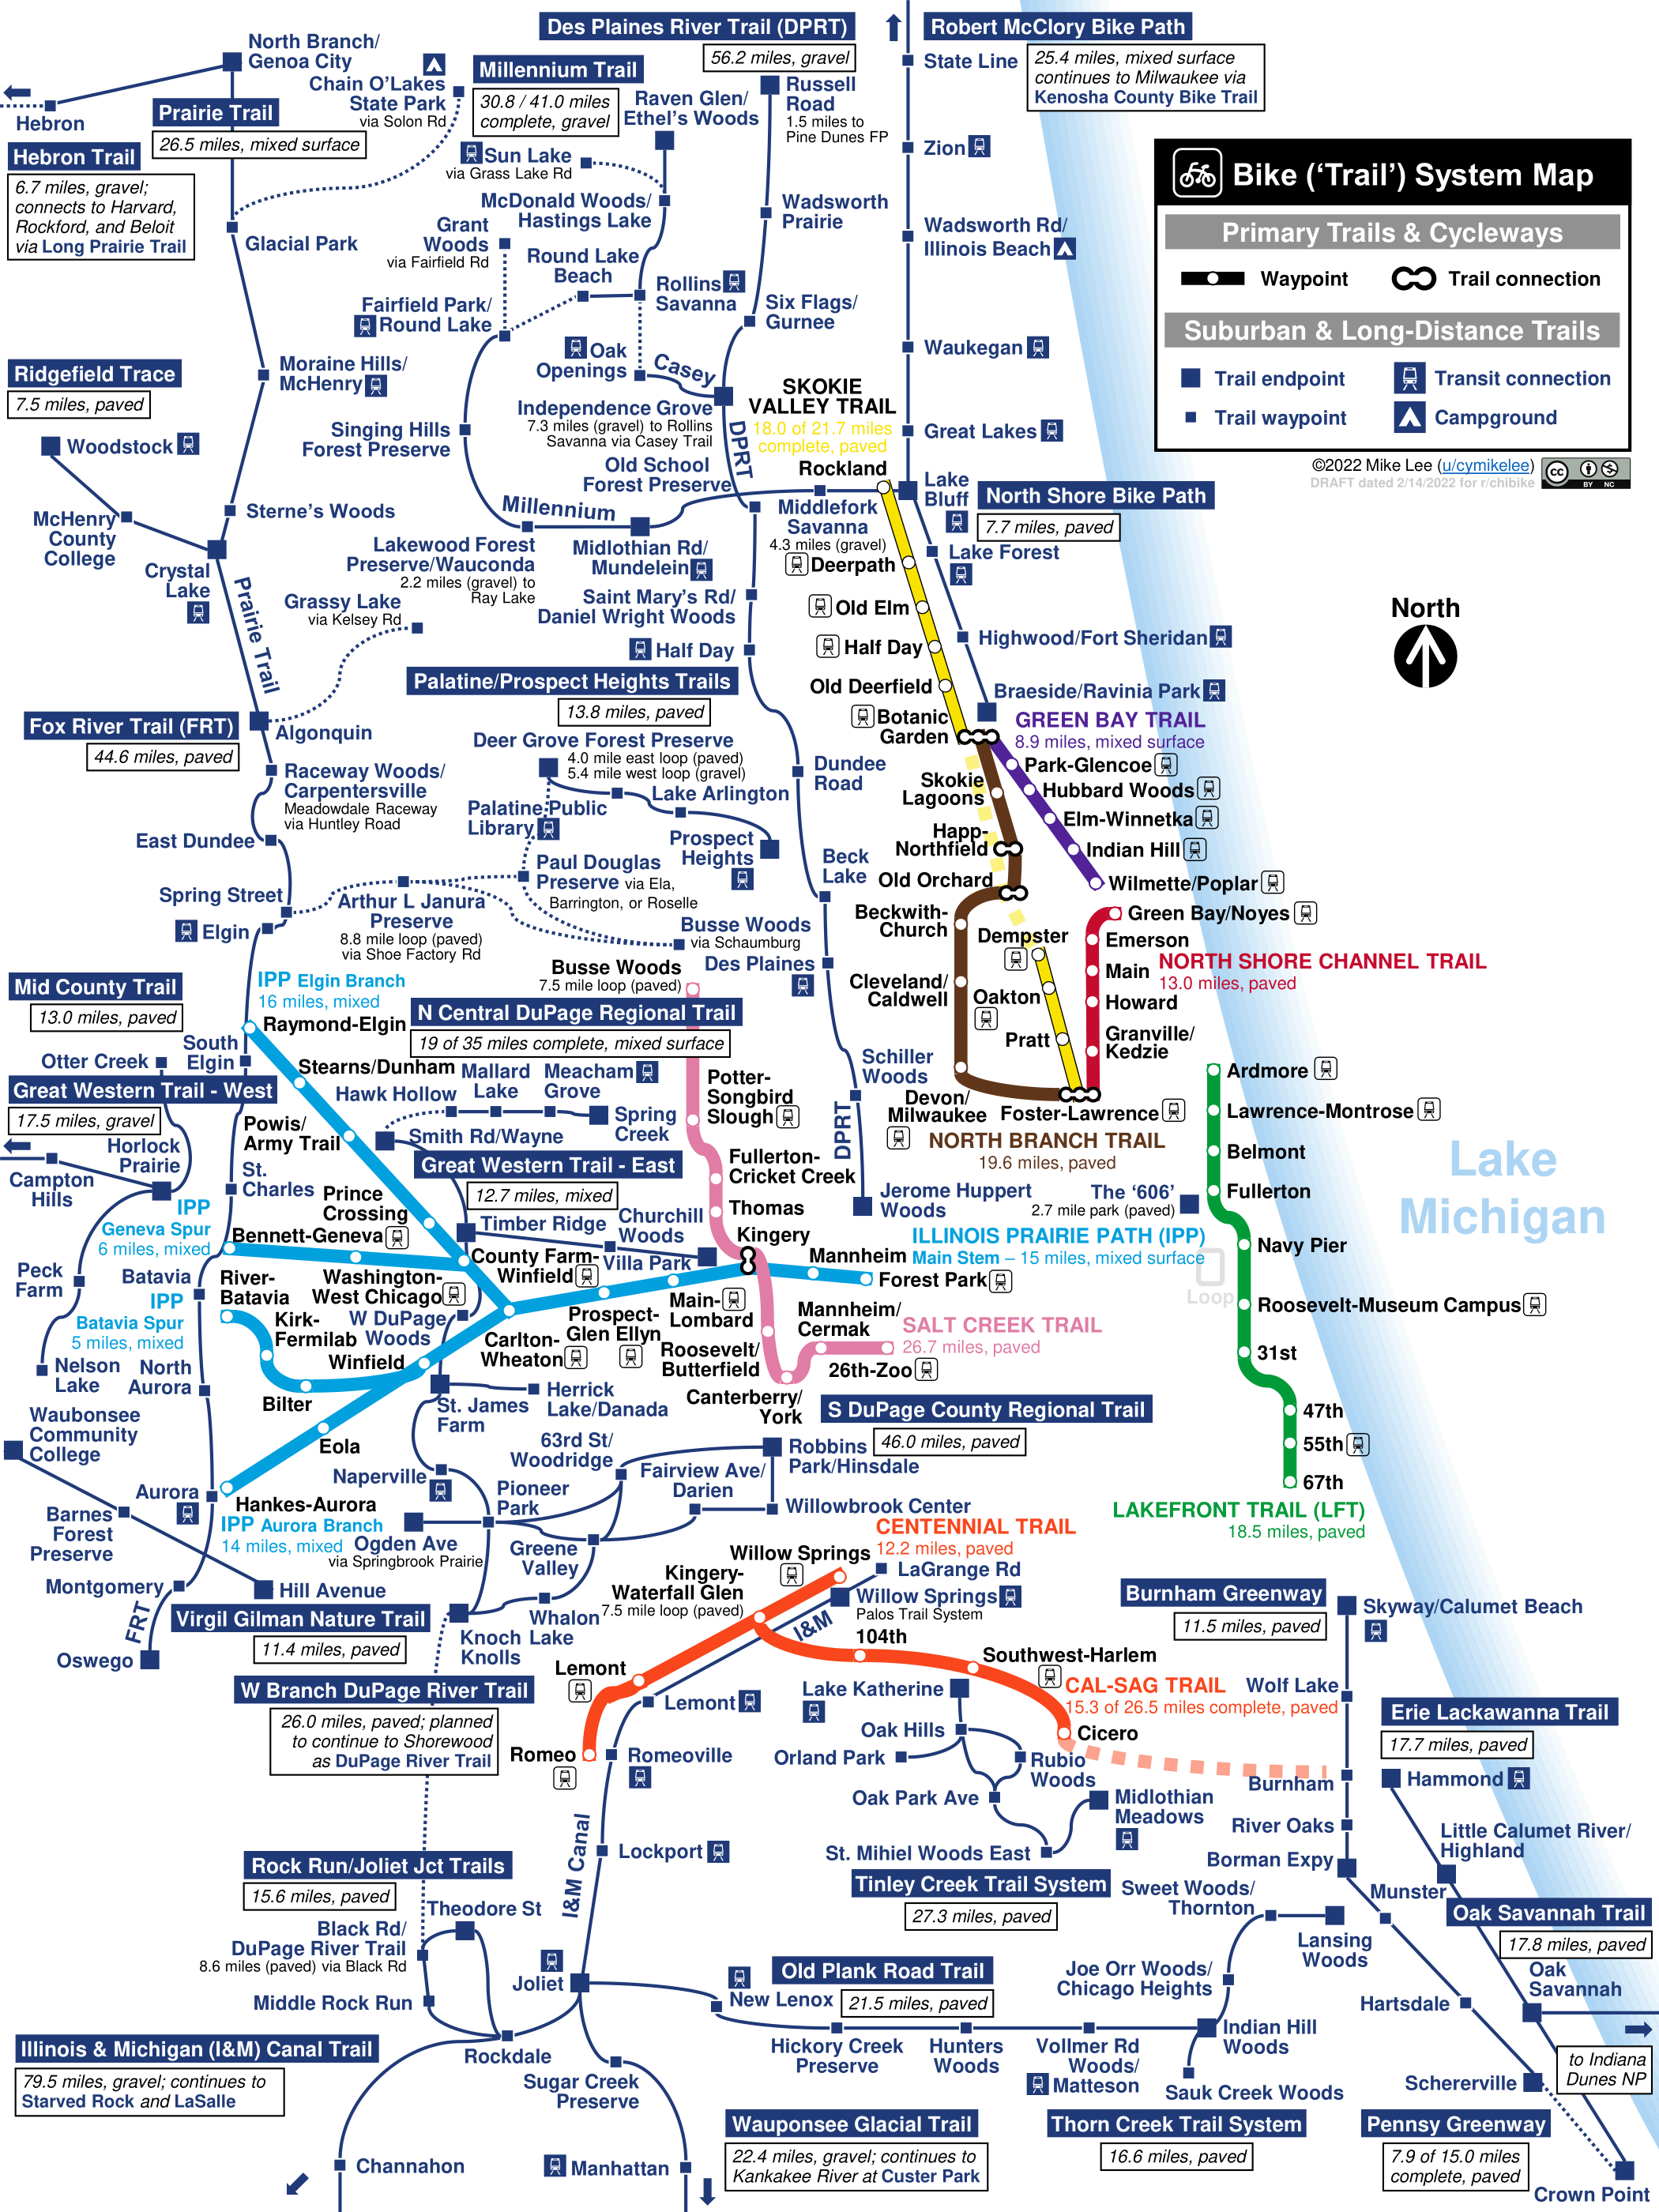 Des Plaines River Trail (DPRT)
56.2 miles, gravel
Robert McClory Bike Path
25.4 miles, mixed surface
continues to Milwaukee via
Kenosha County Bike Trail
State Line
Zion
Wadsworth Rd/
Illinois Beach
Waukegan
Great Lakes
Lake
Bluff
North Branch/
Genoa City
Hebron
Prairie Trail
26.5 miles, mixed surface
Hebron Trail
6.7 miles, gravel;
connects to Harvard,
Rockford, and Beloit
via Long Prairie Trail
Chain O'Lakes
State Park
via Solon Rd
Glacial Park
Moraine Hills/
McHenry
Millennium Trail
30.8 / 41.0 miles
complete, gravel
Raven Glen/
Ethel's Woods
Sun Lake
via Grass Lake Rd
McDonald Woods/
Hastings Lake
Grant
Woods
via Fairfield Rd
Round Lake
Beach
Rollins
Savanna
Fairfield Park/
Round Lake
Oak
Openings
Casey
Russell
Road
1.5 miles to
Pine Dunes FP
Wadsworth
Prairie
Six Flags/
Gurnee
Independence Grove
7.3 miles (gravel) to Rollins
Savanna via Casey Trail
DPRT
Singing Hills
Forest Preserve
Old School
Forest Preserve
Millennium
Lakewood Forest
Preserve/Wauconda
2.2 miles (gravel) to
Ray Lake
Midlothian Rd/
Mundelein
Middlefork
Savanna
4.3 miles (gravel)
Saint Mary's Rd/
Daniel Wright Woods
Half Day
Bike ('Trail') System Map
Primary Trails & Cycleways
Waypoint
Trail connection
Suburban & Long-Distance Trails
Trail endpoint
Transit connection
Trail waypoint
Campground
©2022 Mike Lee (u/cymikelee)
DRAFT dated 2/14/2022 for r/chibike
cc
BY NC
North
Ridgefield Trace
7.5 miles, paved
Woodstock
McHenry
County
College
Sterne's Woods
Crystal
Lake
Prairie Trail
Grassy Lake
via Kelsey Rd
Fox River Trail (FRT)
44.6 miles, paved
Algonquin
Raceway Woods/
Carpentersville
Meadowdale Raceway
via Huntley Road
East Dundee
Spring Street
Elgin
SKOKIE
VALLEY TRAIL
18.0 of 21.7 miles
complete, paved
Rockland
Deerpath
Old Elm
Half Day
Old Deerfield
Botanic
Garden
North Shore Bike Path
7.7 miles, paved
Lake Forest
Highwood/Fort Sheridan
Braeside/Ravinia Park
GREEN BAY TRAIL
8.9 miles, mixed surface
Park-Glencoe
Hubbard Woods
Elm-Winnetka
Indian Hill
Wilmette/Poplar
Skokie
Lagoons
Happ-
Northfield
Old Orchard
Beckwith-
Church
Cleveland/
Caldwell
Devon/
Milwaukee
Dempster
Oakton
Pratt
Foster-Lawrence
NORTH BRANCH TRAIL
19.6 miles, paved
Green Bay/Noyes
Emerson
Main
Howard
Granville/
Kedzie
NORTH SHORE CHANNEL TRAIL
13.0 miles, paved
Palatine/Prospect Heights Trails
13.8 miles, paved
Deer Grove Forest Preserve
4.0 mile east loop (paved)
5.4 mile west loop (gravel)
Palatine Public
Library
Lake Arlington
Prospect
Heights
Paul Douglas
Preserve via Ela,
Barrington, or Roselle
Arthur L Janura
Preserve
8.8 mile loop (paved)
via Shoe Factory Rd
Busse Woods
via Schaumburg
Dundee
Road
Beck
Lake
Des Plaines
Schiller
Woods
DPRT
Jerome Huppert
Woods
Busse Woods
7.5 mile loop (paved)
Mid County Trail
13.0 miles, paved
Otter Creek
South
Elgin
IPP Elgin Branch
16 miles, mixed
Raymond-Elgin
Stearns/Dunham
Powis/
Army Trail
Prince
Crossing
N Central DuPage Regional Trail
19 of 35 miles complete, mixed surface
Hawk Hollow
Mallard
Lake
Meacham
Grove
Spring
Creek
Smith Rd/Wayne
Great Western Trail - West
17.5 miles, gravel
Horlock
Prairie
Campton
Hills
St.
Charles
Great Western Trail - East
12.7 miles, mixed
Timber Ridge
Churchill
Woods
Villa Park
Potter-
Songbird
Slough
Fullerton-
Cricket Creek
Thomas
Kingery
Mannheim
Forest Park
ILLINOIS PRAIRIE PATH (IPP)
Main Stem – 15 miles, mixed surface
The '606'
2.7 mile park (paved)
Loop
Ardmore
Lawrence-Montrose
Belmont
Fullerton
Navy Pier
Roosevelt-Museum Campus
31st
47th
55th
67th
LAKEFRONT TRAIL (LFT)
18.5 miles, paved
Lake
Michigan
IPP
Geneva Spur
6 miles, mixed
Bennett-Geneva
Washington-
West Chicago
County Farm-
Winfield
Peck
Farm
Batavia
IPP
Batavia Spur
5 miles, mixed
River-
Batavia
Kirk-
Fermilab
Bilter
Winfield
W DuPage
Woods
Carlton-
Wheaton
Prospect-
Glen Ellyn
Main-
Lombard
Roosevelt/
Butterfield
Mannheim/
Cermak
26th-Zoo
Canterbury/
York
SALT CREEK TRAIL
26.7 miles, paved
Nelson
Lake
North
Aurora
Eola
Hankes-Aurora
IPP Aurora Branch
14 miles, mixed
Aurora
Waubonsee
Community
College
Barnes
Forest
Preserve
Montgomery
FRT
Oswego
Hill Avenue
Virgil Gilman Nature Trail
11.4 miles, paved
St. James
Farm
Herrick
Lake/Danada
Naperville
Ogden Ave
via Springbrook Prairie
Pioneer
Park
63rd St/
Woodridge
Fairview Ave/
Darien
Robbins
Park/Hinsdale
S DuPage County Regional Trail
46.0 miles, paved
Willowbrook Center
Greene
Valley
Whalon
Lake
Knoch
Knolls
W Branch DuPage River Trail
26.0 miles, paved; planned
to continue to Shorewood
as DuPage River Trail
CENTENNIAL TRAIL
12.2 miles, paved
Willow Springs
Kingery-
Waterfall Glen
7.5 mile loop (paved)
LaGrange Rd
Willow Springs
Palos Trail System
I&M
Lemont
Lemont
Romeo
Romeoville
104th
Southwest-Harlem
CAL-SAG TRAIL
15.3 of 26.5 miles complete, paved
Cicero
Lake Katherine
Oak Hills
Orland Park
Rubio
Woods
Oak Park Ave
Midlothian
Meadows
St. Mihiel Woods East
Tinley Creek Trail System
27.3 miles, paved
Burnham Greenway
11.5 miles, paved
Skyway/Calumet Beach
Wolf Lake
Burnham
River Oaks
Borman Expy
Erie Lackawanna Trail
17.7 miles, paved
Hammond
Little Calumet River/
Highland
Munster
Oak Savannah Trail
17.8 miles, paved
Oak
Savannah
Hartsdale
to Indiana
Dunes NP
Schererville
Pennsy Greenway
7.9 of 15.0 miles
complete, paved
Crown Point
Rock Run/Joliet Jct Trails
15.6 miles, paved
Theodore St
Black Rd/
DuPage River Trail
8.6 miles (paved) via Black Rd
Middle Rock Run
Rockdale
I&M Canal
Lockport
Joliet
Old Plank Road Trail
21.5 miles, paved
New Lenox
Hickory Creek
Preserve
Hunters
Woods
Vollmer Rd
Woods/
Matteson
Sweet Woods/
Thornton
Lansing
Woods
Joe Orr Woods/
Chicago Heights
Indian Hill
Woods
Sauk Creek Woods
Thorn Creek Trail System
16.6 miles, paved
Illinois & Michigan (I&M) Canal Trail
79.5 miles, gravel; continues to
Starved Rock and LaSalle
Channahon
Sugar Creek
Preserve
Manhattan
Wauponsee Glacial Trail
22.4 miles, gravel; continues to
Kankakee River at Custer Park